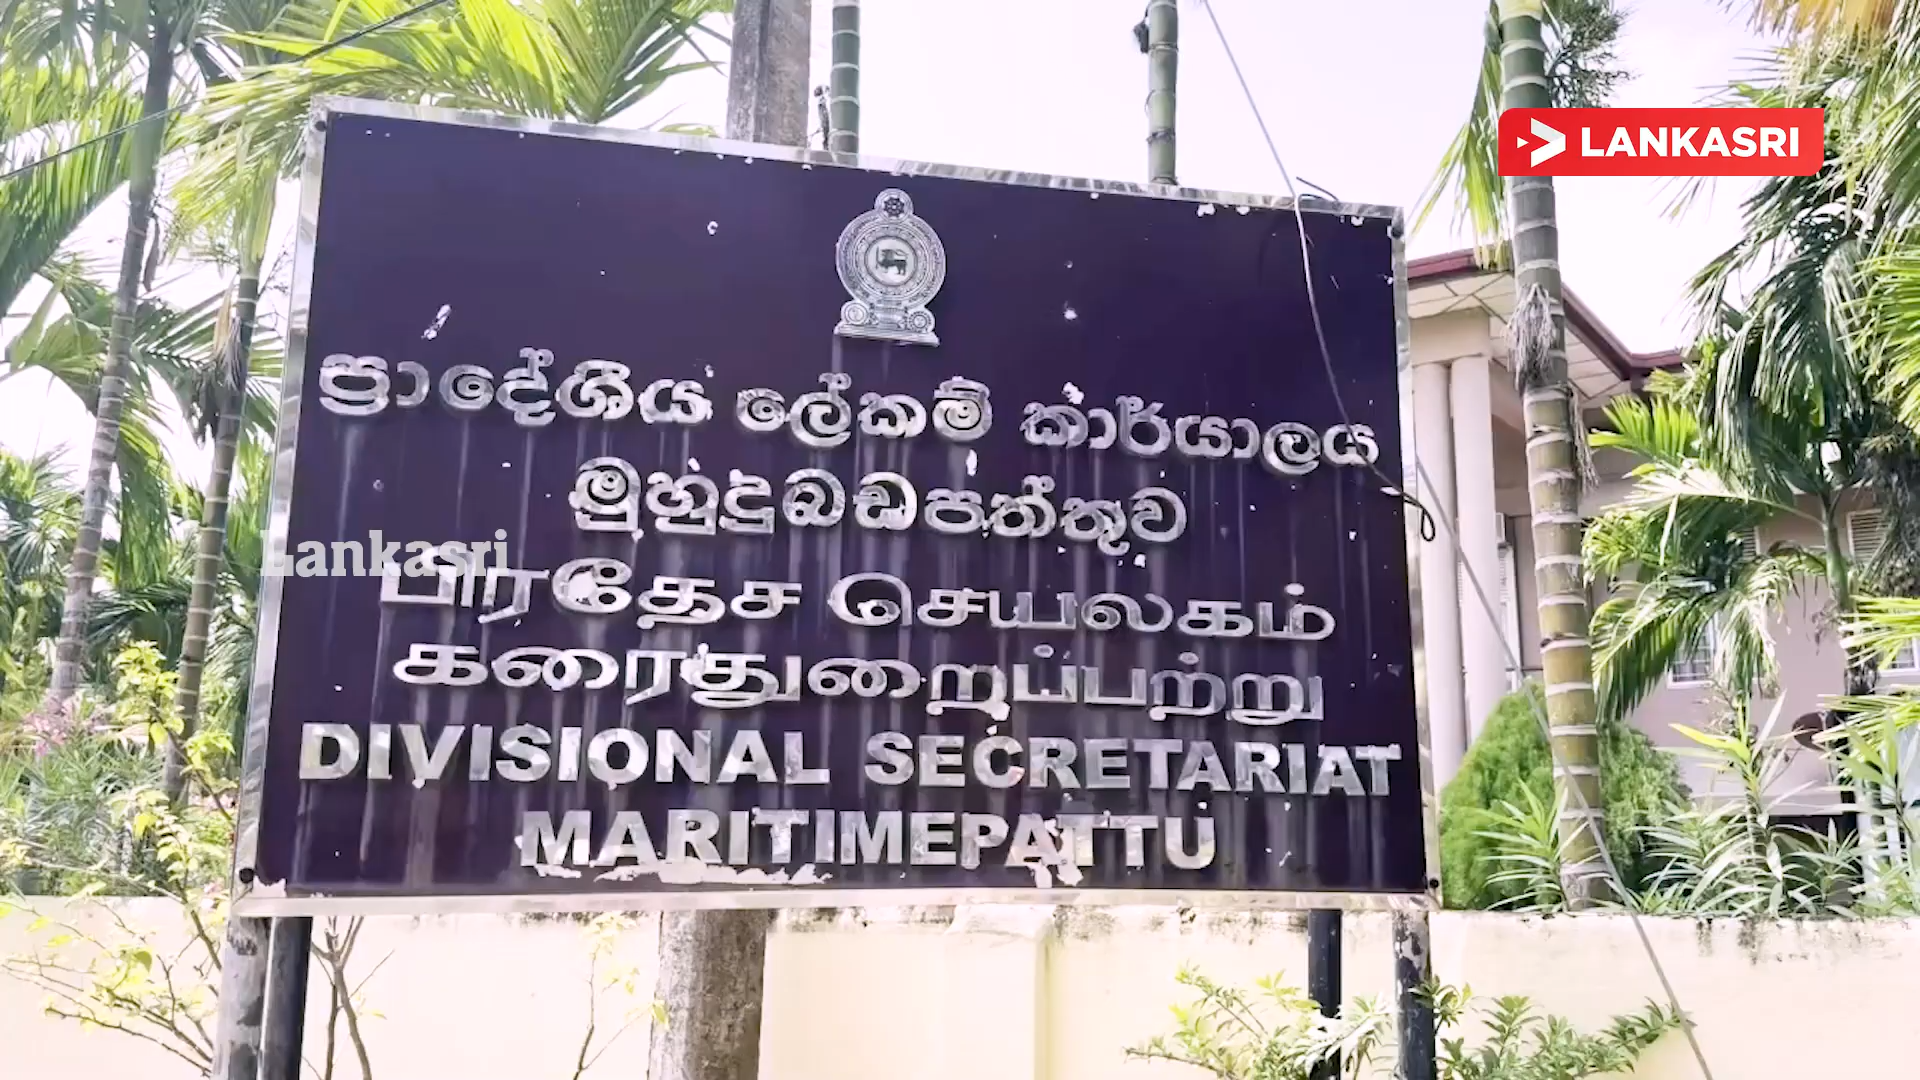 LANKASRI
ප්‍රාදේශීය ලේකම් කාර්යාලය
මුහුදුබඩපත්තුව
Lankasri
பிரதேச செயலகம்
கரைதுறைப்பற்று
DIVISIONAL SECRETARIAT
MARITIMEPATTU